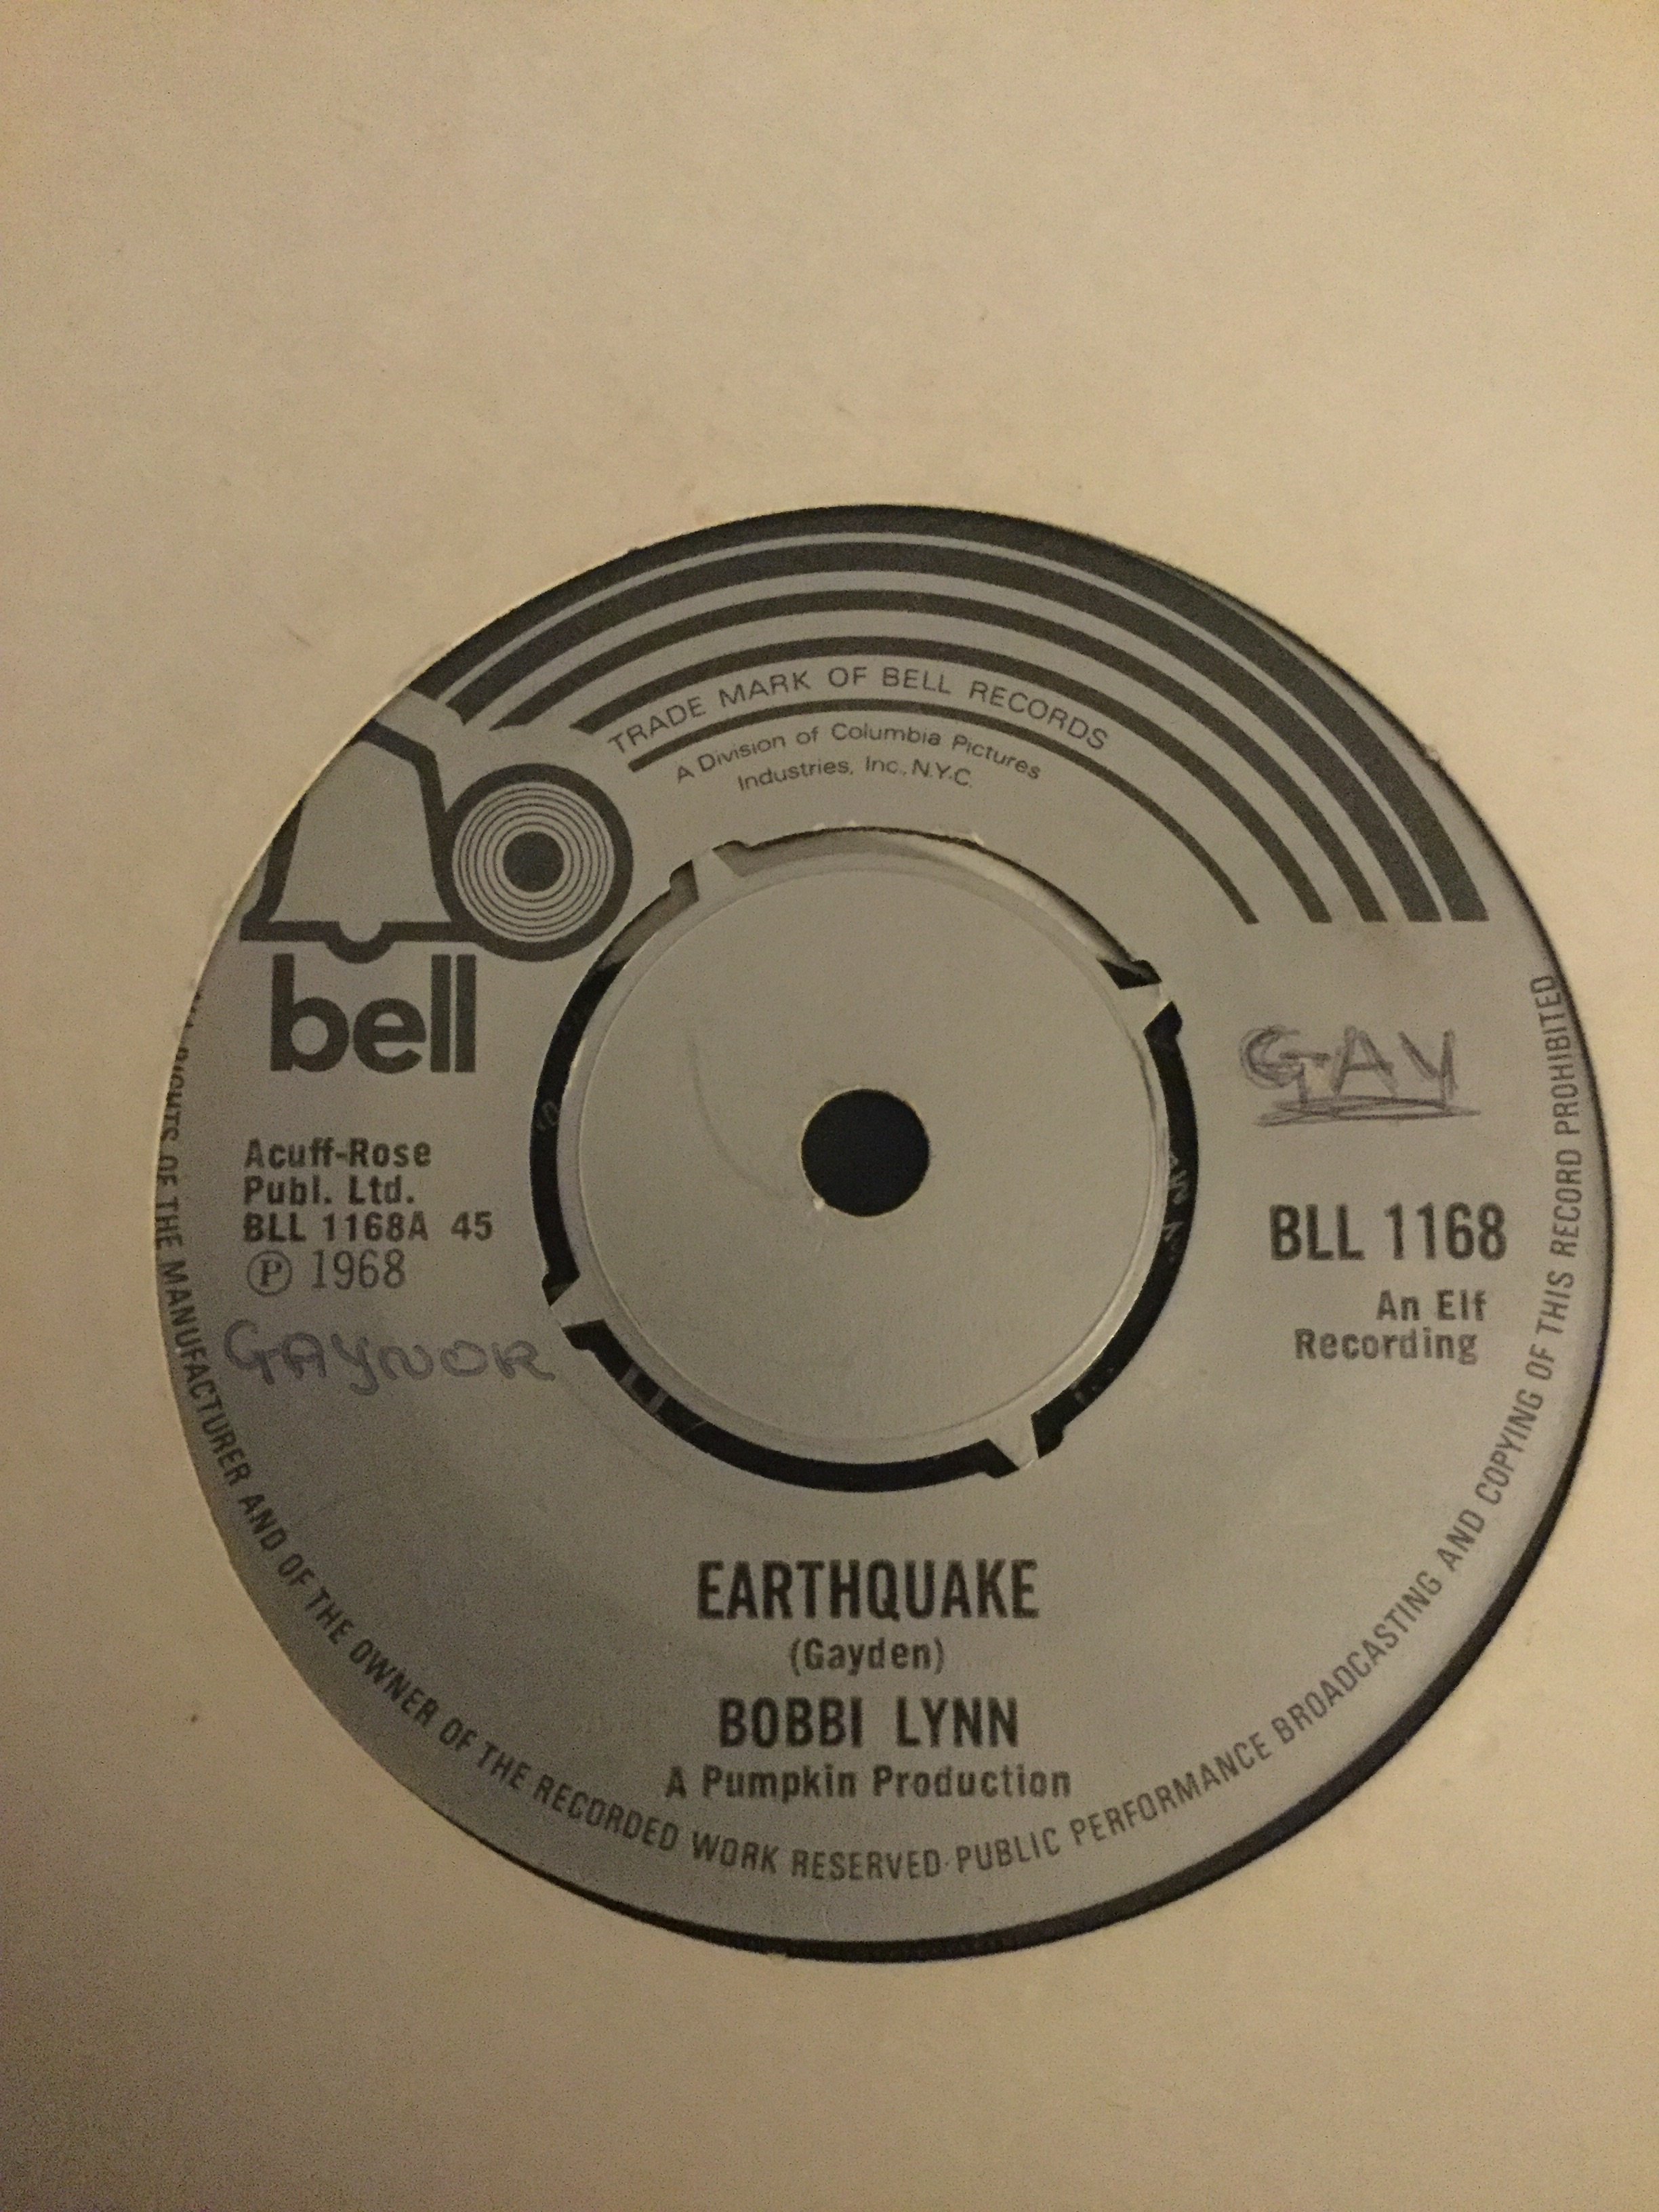 TRADE MARK OF BELL RECORDS
A Division of Columbia Pictures
Industries, Inc., N.Y.C.
bell
GAY
Acuff-Rose
Publ. Ltd.
BLL 1168A 45
Ⓟ 1968
GAYNOR
BLL 1168
An Elf
Recording
EARTHQUAKE
(Gayden)
BOBBI LYNN
A Pumpkin Production
RIGHTS OF THE MANUFACTURER AND OF THE OWNER OF THE RECORDED WORK RESERVED·PUBLIC PERFORMANCE BROADCASTING AND COPYING OF THIS RECORD PROHIBITED